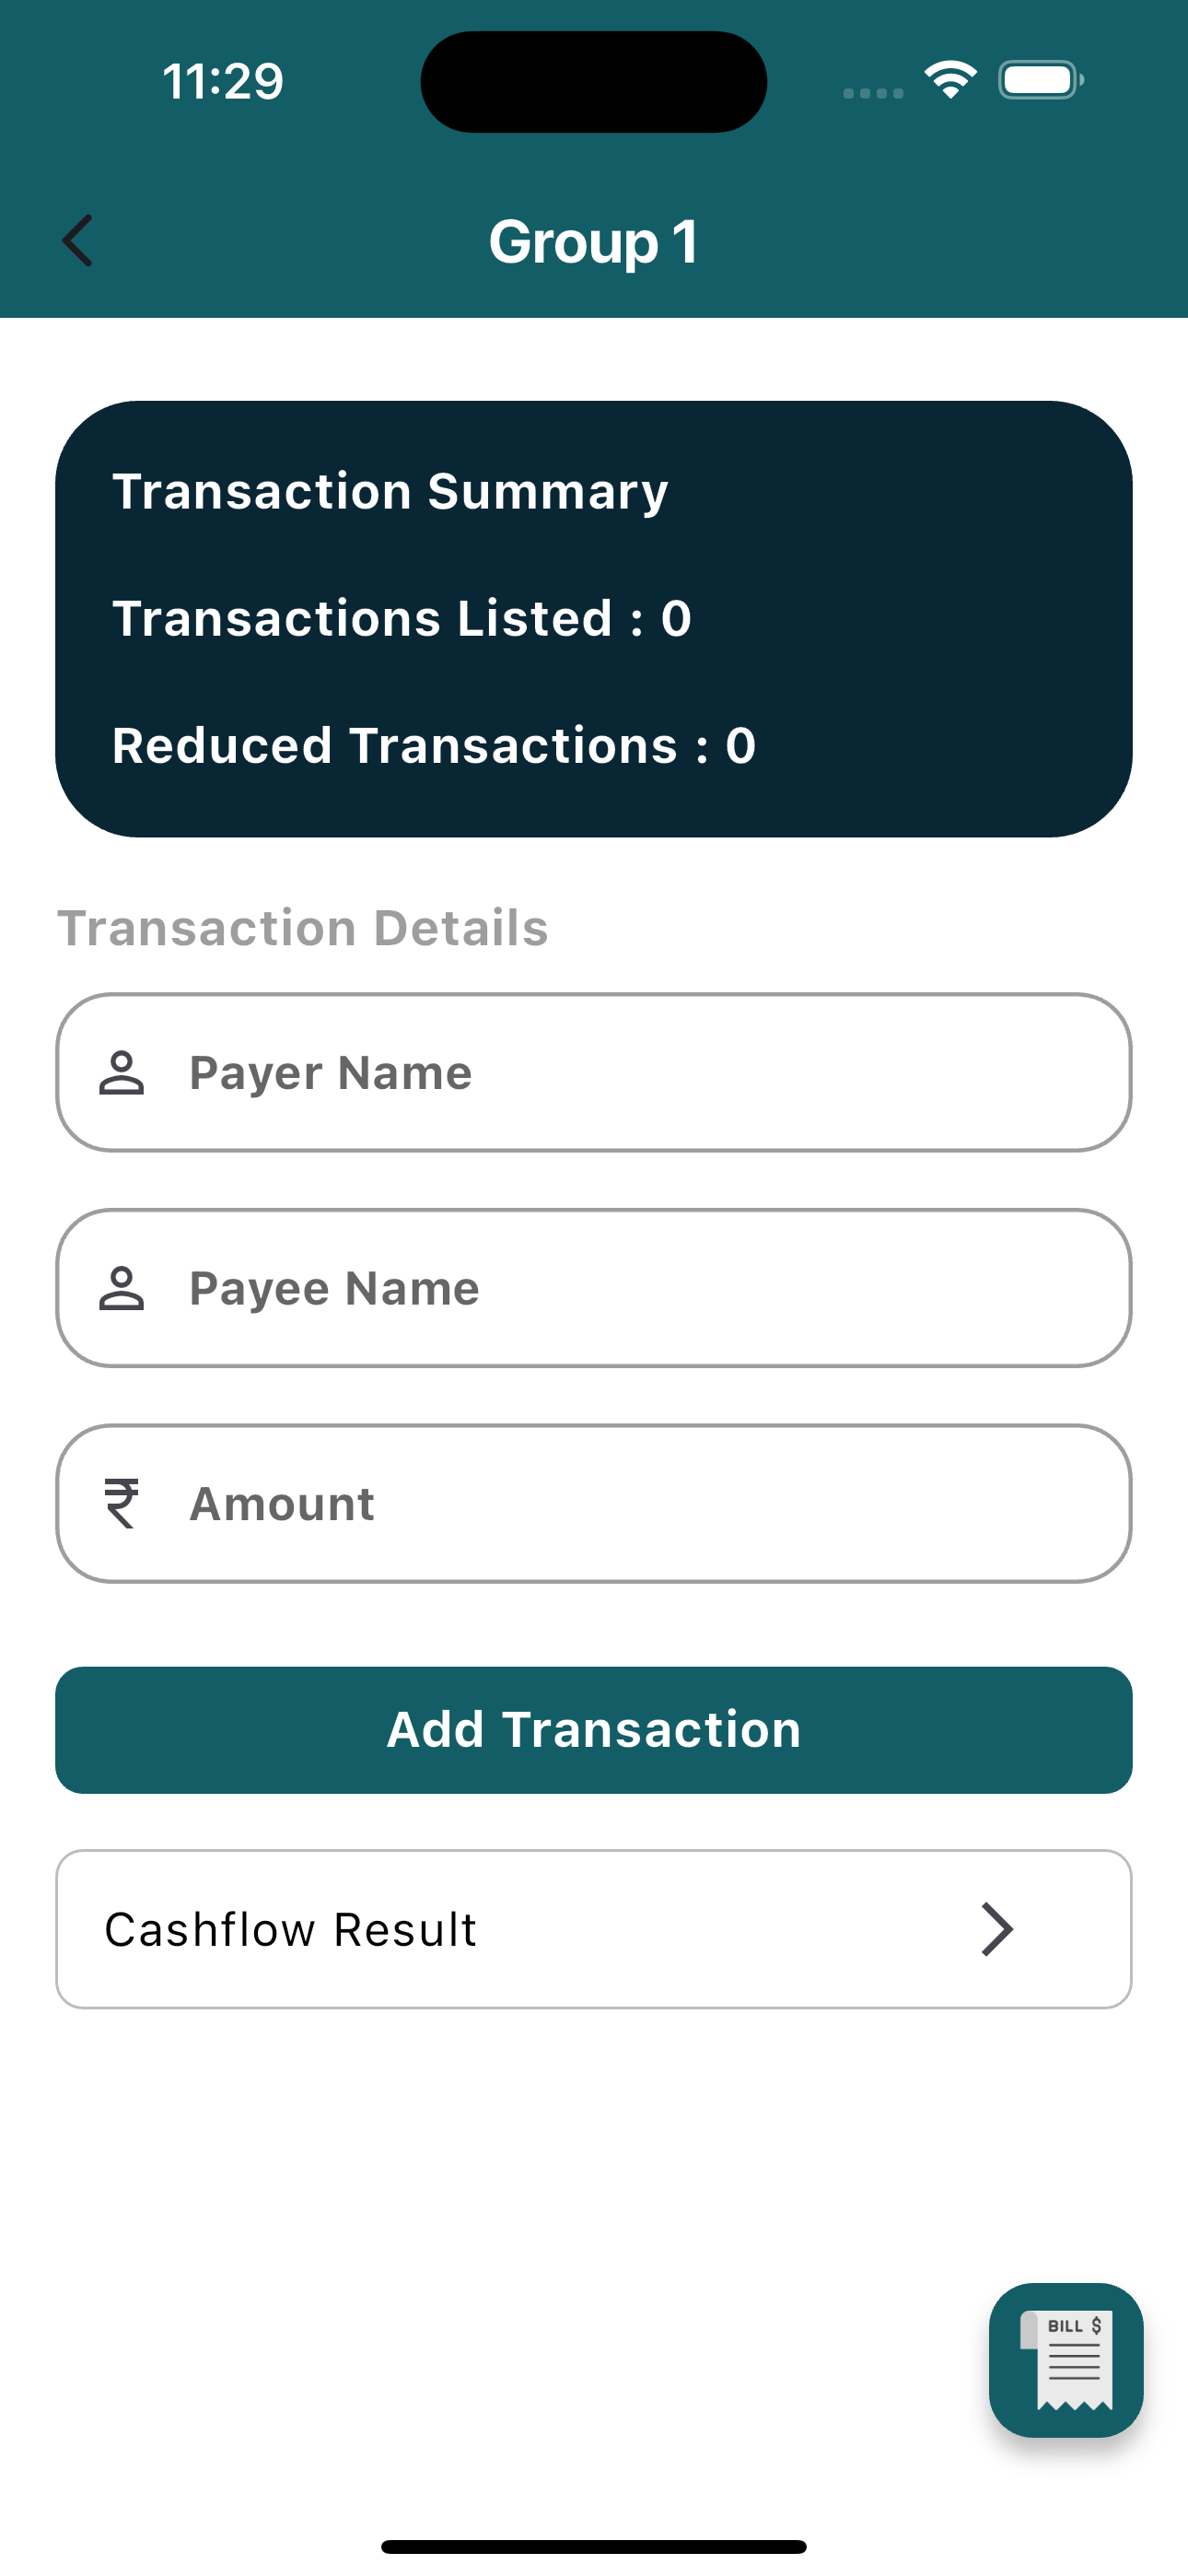 11:29
Group 1
Transaction Summary
Transactions Listed : 0
Reduced Transactions : 0
Transaction Details
Payer Name
Payee Name
₹ Amount
Add Transaction
Cashflow Result
BILL $